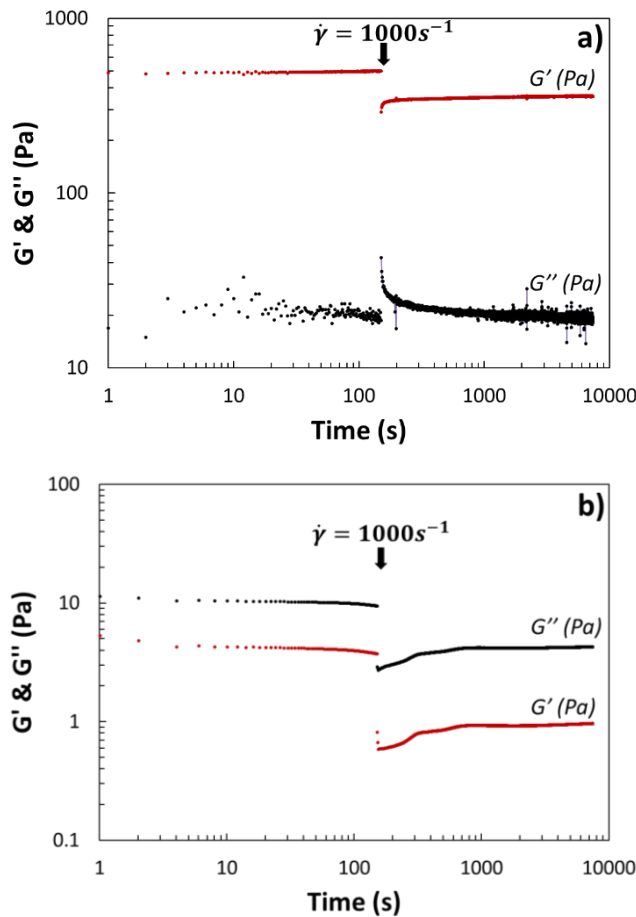 1000
100
10
G' & G'' (Pa)
γ̇ = 1000s⁻¹
a)
G' (Pa)
G'' (Pa)
1 10 100 1000 10000
Time (s)
100
10
1
0.1
G' & G'' (Pa)
γ̇ = 1000s⁻¹
b)
G'' (Pa)
G' (Pa)
1 10 100 1000 10000
Time (s)